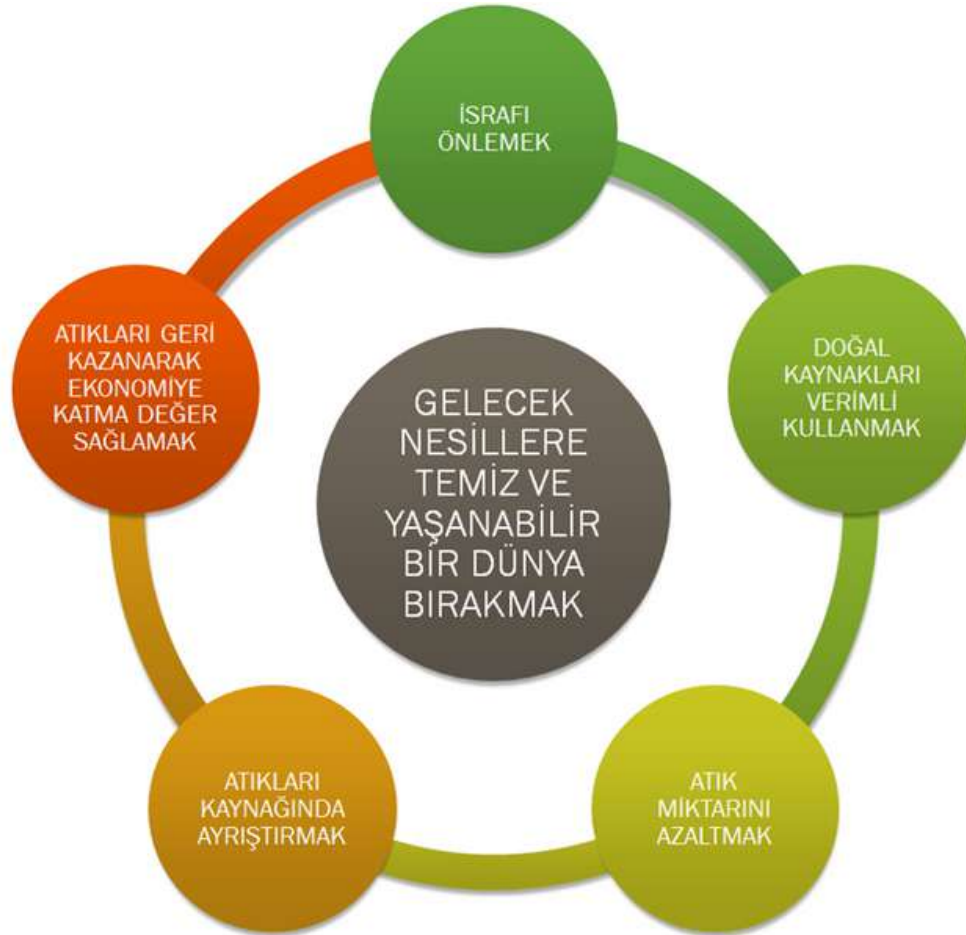 İSRAFI
ÖNLEMEK
DOĞAL
KAYNAKLARI
VERİMLİ
KULLANMAK
ATIK
MİKTARINI
AZALTMAK
ATIKLARI
KAYNAĞINDA
AYRIŞTIRMAK
ATIKLARI GERİ
KAZANARAK
EKONOMİYE
KATMA DEĞER
SAĞLAMAK
GELECEK
NESİLLERE
TEMİZ VE
YAŞANABİLİR
BİR DÜNYA
BIRAKMAK